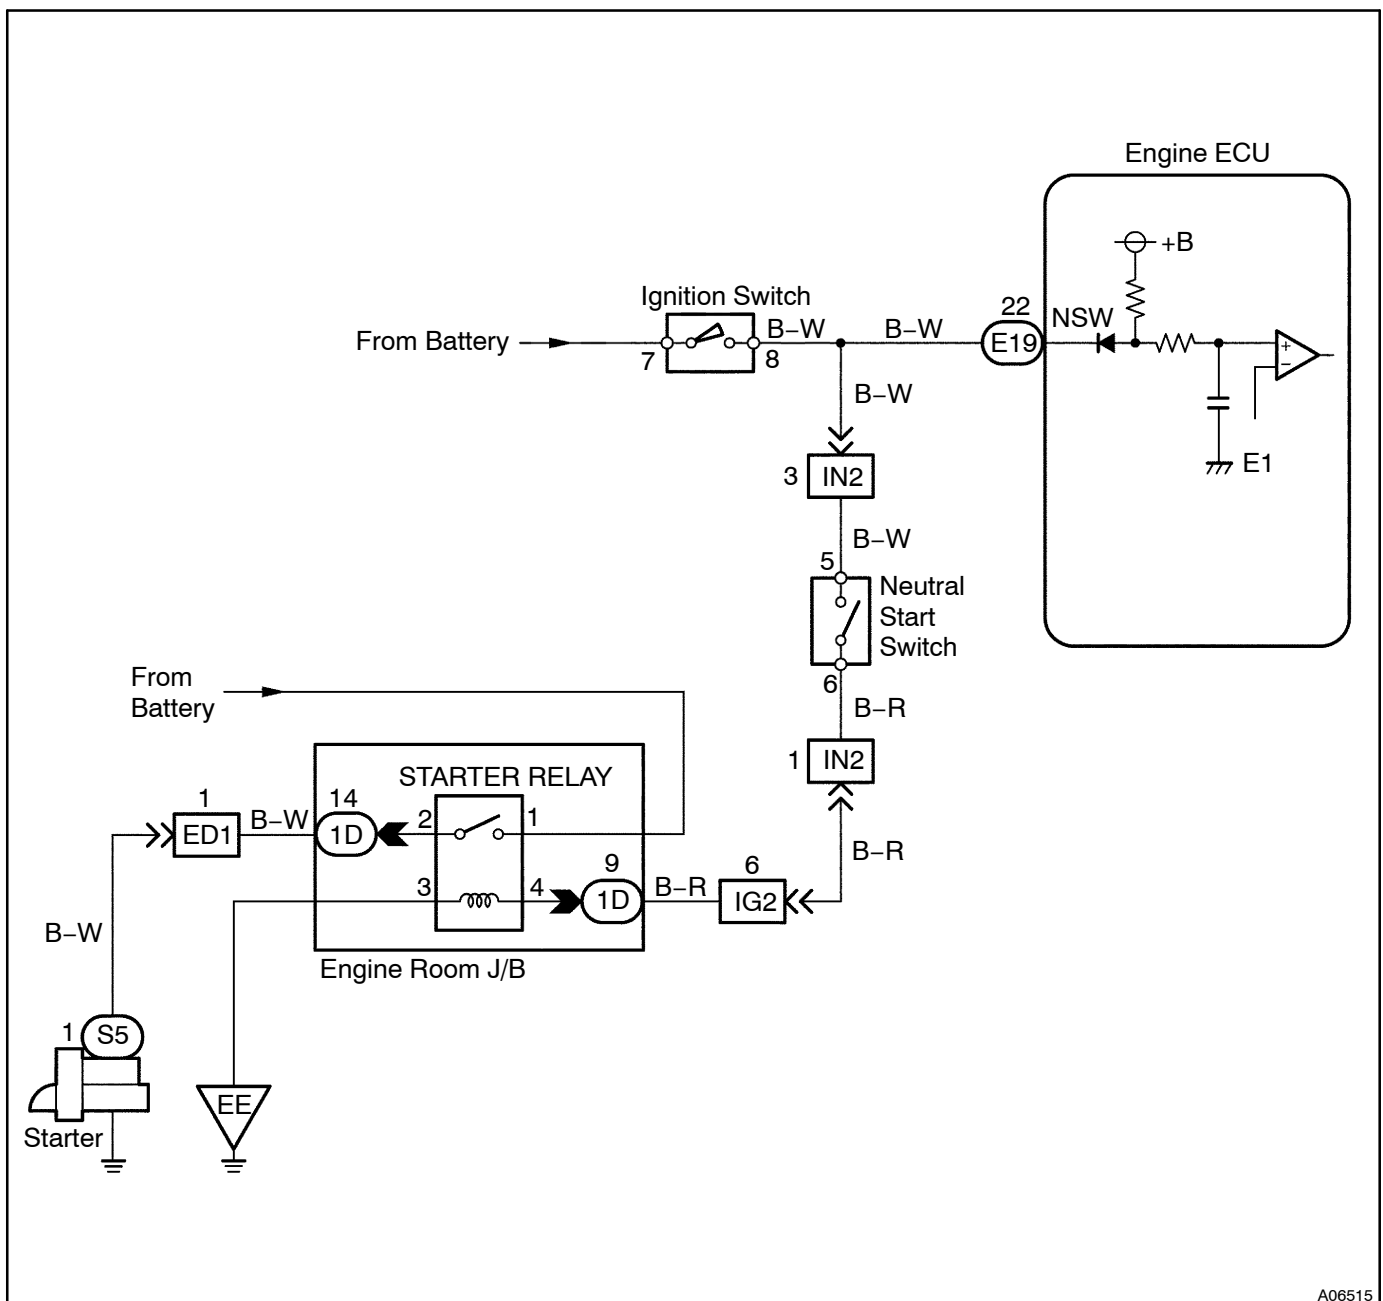 Engine ECU
+B
Ignition Switch
22
NSW
B–W
B–W
From Battery
E19
7
8
+
−
B–W
E1
3
IN2
B–W
5
Neutral
Start
Switch
6
From
Battery
B–R
1
IN2
STARTER RELAY
1
14
B–W
2
1
ED1
1D
B–R
9
6
3
4
B–R
1D
IG2
B–W
Engine Room J/B
1
S5
EE
Starter
A06515